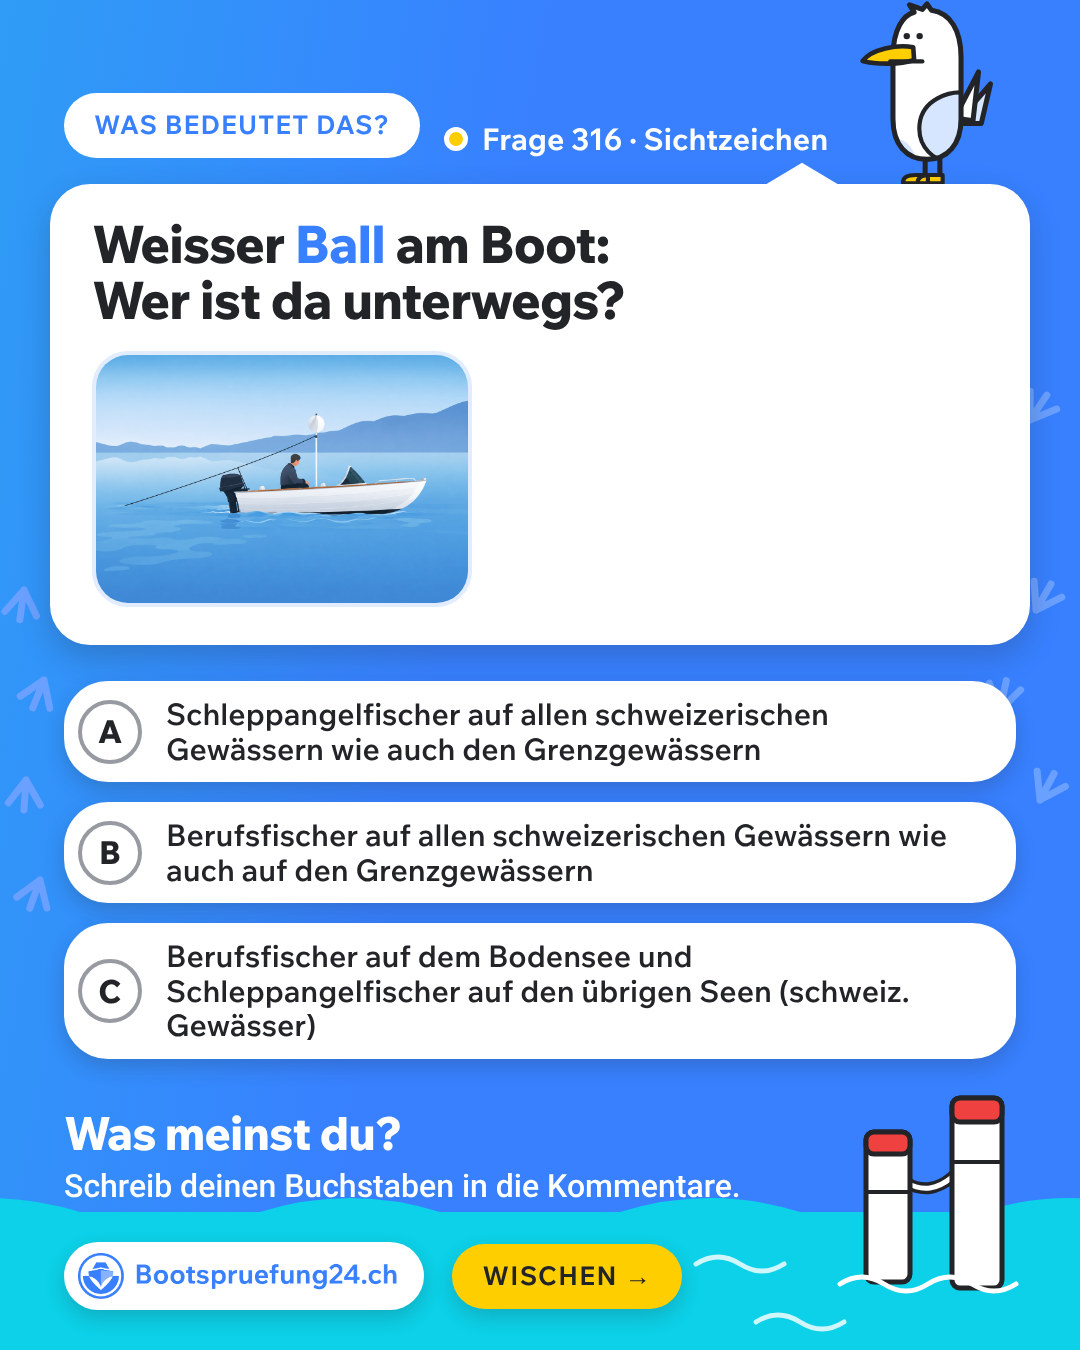 WAS BEDEUTET DAS?
Frage 316 · Sichtzeichen
Weisser Ball am Boot:
Wer ist da unterwegs?
A
Schleppangelfischer auf allen schweizerischen
Gewässern wie auch den Grenzgewässern
B
Berufsfischer auf allen schweizerischen Gewässern wie
auch auf den Grenzgewässern
C
Berufsfischer auf dem Bodensee und
Schleppangelfischer auf den übrigen Seen (schweiz.
Gewässer)
Was meinst du?
Schreib deinen Buchstaben in die Kommentare.
Bootspruefung24.ch
WISCHEN →